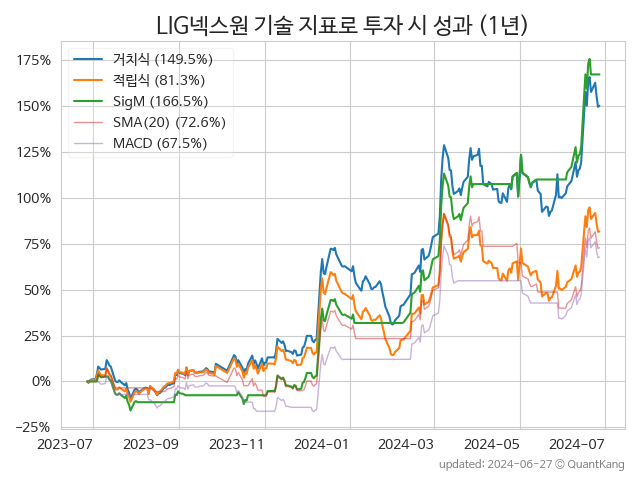 LIG넥스원 기술 지표로 투자 시 성과 (1년)
175%
150%
125%
100%
75%
50%
25%
0%
−25%
거치식 (149.5%)
적립식 (81.3%)
SigM (166.5%)
SMA(20) (72.6%)
MACD (67.5%)
2023-07 2023-09 2023-11 2024-01 2024-03 2024-05 2024-07
updated: 2024-06-27 © QuantKang